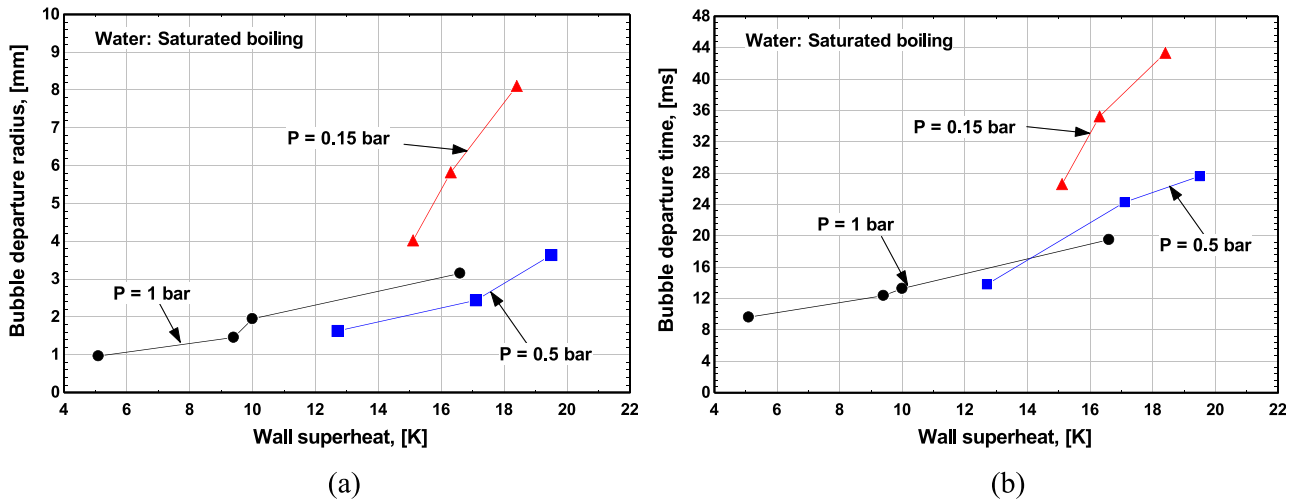 Water: Saturated boiling
Bubble departure radius, [mm]
10
9
8
7
6
5
4
3
2
1
0
P = 0.15 bar
P = 1 bar
P = 0.5 bar
4 6 8 10 12 14 16 18 20 22
Wall superheat, [K]
(a)
Water: Saturated boiling
Bubble departure time, [ms]
48
44
40
36
32
28
24
20
16
12
8
4
0
P = 0.15 bar
P = 1 bar
P = 0.5 bar
4 6 8 10 12 14 16 18 20 22
Wall superheat, [K]
(b)